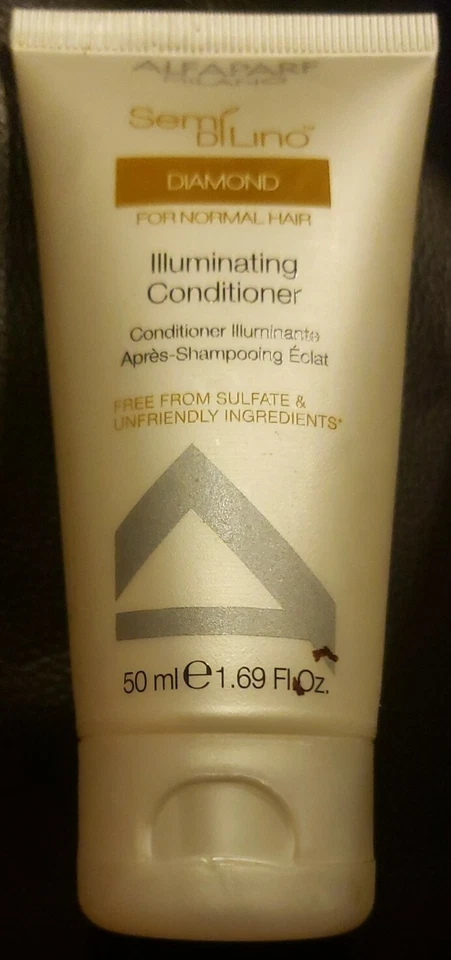 ALFAPARF
MILANO
Semi
DI LINO™
DIAMOND
FOR NORMAL HAIR
Illuminating
Conditioner
Conditioner Illuminante
Après-Shampooing Éclat
FREE FROM SULFATE &
UNFRIENDLY INGREDIENTS*
50 ml ℮ 1.69 Fl.Oz.